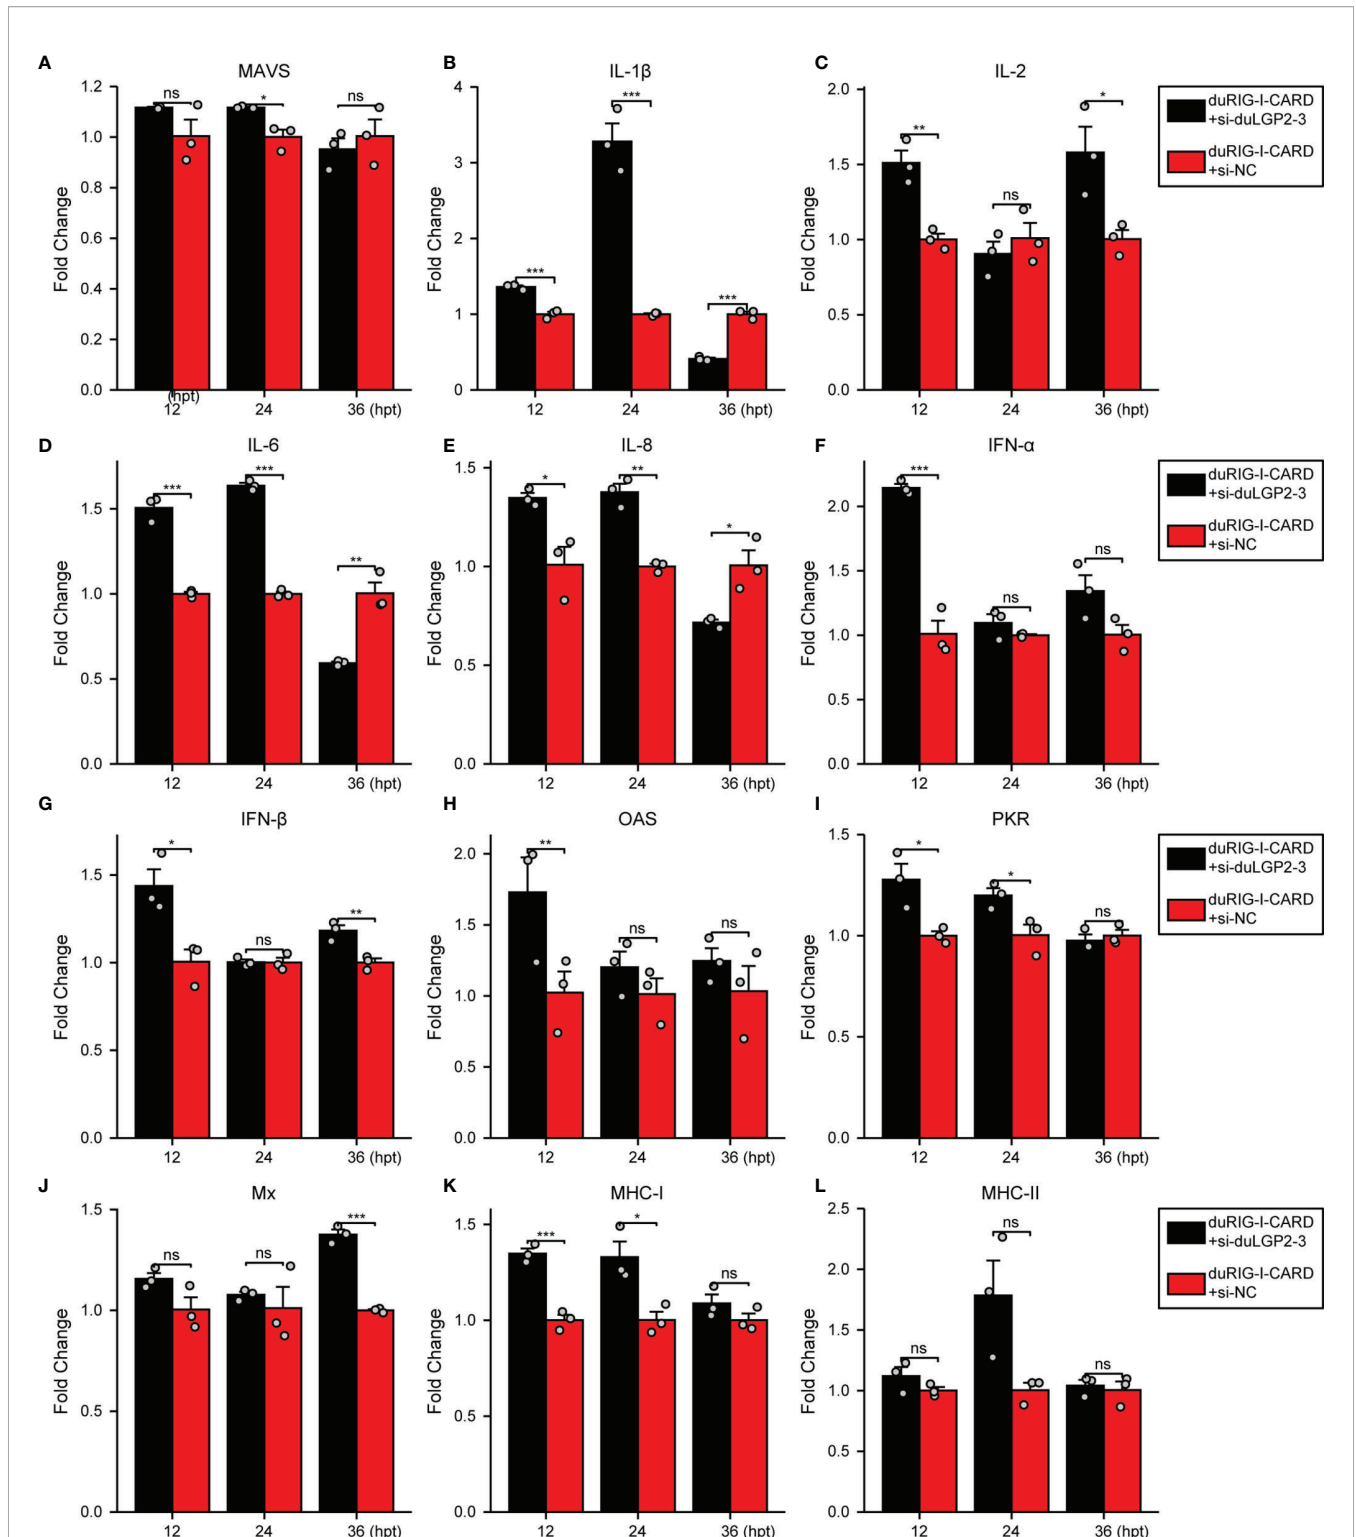 A
MAVS
Fold Change
1.2
1.0
0.8
0.6
0.4
0.2
0.0
ns
*
ns
(hpt)
12
24
36 (hpt)
B
IL-1β
Fold Change
4
3
2
1
0
***
***
***
12
24
36 (hpt)
C
IL-2
Fold Change
2.0
1.5
1.0
0.5
0.0
**
ns
*
12
24
36 (hpt)
duRIG-I-CARD
+si-duLGP2-3
duRIG-I-CARD
+si-NC
D
IL-6
Fold Change
1.5
1.0
0.5
0.0
***
***
**
12
24
36 (hpt)
E
IL-8
Fold Change
1.5
1.0
0.5
0.0
*
**
*
12
24
36 (hpt)
F
IFN-α
Fold Change
2.0
1.5
1.0
0.5
0.0
***
ns
ns
12
24
36 (hpt)
duRIG-I-CARD
+si-duLGP2-3
duRIG-I-CARD
+si-NC
G
IFN-β
Fold Change
1.5
1.0
0.5
0.0
*
ns
**
12
24
36 (hpt)
H
OAS
Fold Change
2.0
1.5
1.0
0.5
0.0
**
ns
ns
12
24
36 (hpt)
I
PKR
Fold Change
1.5
1.0
0.5
0.0
*
*
ns
12
24
36 (hpt)
duRIG-I-CARD
+si-duLGP2-3
duRIG-I-CARD
+si-NC
J
Mx
Fold Change
1.5
1.0
0.5
0.0
ns
ns
***
12
24
36 (hpt)
K
MHC-I
Fold Change
1.5
1.0
0.5
0.0
***
*
ns
12
24
36 (hpt)
L
MHC-II
Fold Change
2.5
2.0
1.5
1.0
0.5
0.0
ns
ns
ns
12
24
36 (hpt)
duRIG-I-CARD
+si-duLGP2-3
duRIG-I-CARD
+si-NC